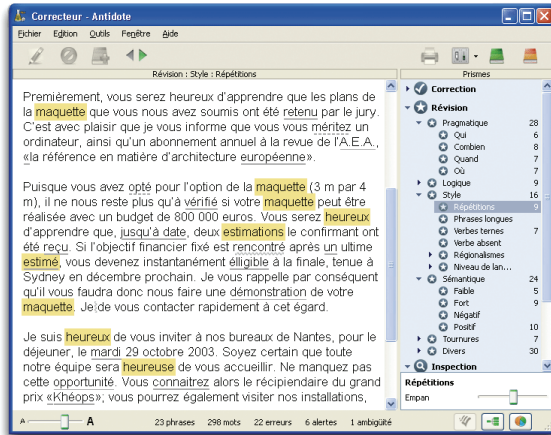 Correcteur - Antidote
Fichier Edition Outils Fenêtre Aide
Révision : Style : Répétitions
Premièrement, vous serez heureux d'apprendre que les plans de
la maquette que vous nous avez soumis ont été retenu par le jury.
C'est avec plaisir que je vous informe que vous vous méritez un
ordinateur, ainsi qu'un abonnement annuel à la revue de l'A.E.A.,
«la référence en matière d'architecture européenne».
Puisque vous avez opté pour l'option de la maquette (3 m par 4
m), il ne nous reste plus qu'à vérifié si votre maquette peut être
réalisée avec un budget de 800 000 euros. Vous serez heureux
d'apprendre que, jusqu'à date, deux estimations le confirmant ont
été reçu. Si l'objectif financier fixé est rencontré après un ultime
estimé, vous devenez instantanément élligible à la finale, tenue à
Sydney en décembre prochain. Je vous rappelle par conséquent
qu'il vous faudra donc nous faire une démonstration de votre
maquette. Je de vous contacter rapidement à cet égard.
Je suis heureux de vous inviter à nos bureaux de Nantes, pour le
déjeuner, le mardi 29 octobre 2003. Soyez certain que toute
notre équipe sera heureuse de vous accueillir. Ne manquez pas
cette opportunité. Vous connaitrez alors le récipiendaire du grand
prix «Khéops»; vous pourrez également visiter nos installations,
A A 23 phrases 298 mots 22 erreurs 6 alertes 1 ambigüité
Prismes
Correction
Révision
Pragmatique 28
Qui 6
Combien 8
Quand 7
Où 7
Logique 9
Style 16
Répétitions 9
Phrases longues
Verbes ternes 7
Verbe absent
Régionalismes
Niveau de lan...
Sémantique 24
Faible 5
Fort 9
Négatif
Positif 10
Tournures 7
Divers 30
Inspection
Répétitions
Empan